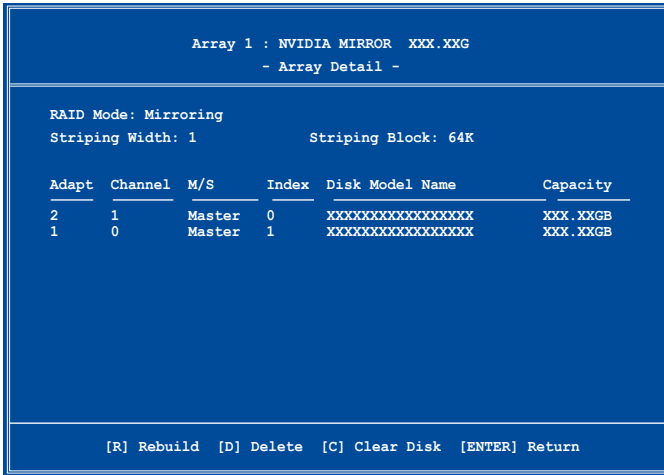 Array 1 : NVIDIA MIRROR XXX.XXG
- Array Detail -
RAID Mode: Mirroring
Striping Width: 1 Striping Block: 64K
Adapt Channel M/S Index Disk Model Name Capacity
2 1 Master 0 XXXXXXXXXXXXXXXXX XXX.XXGB
1 0 Master 1 XXXXXXXXXXXXXXXXX XXX.XXGB
[R] Rebuild [D] Delete [C] Clear Disk [ENTER] Return